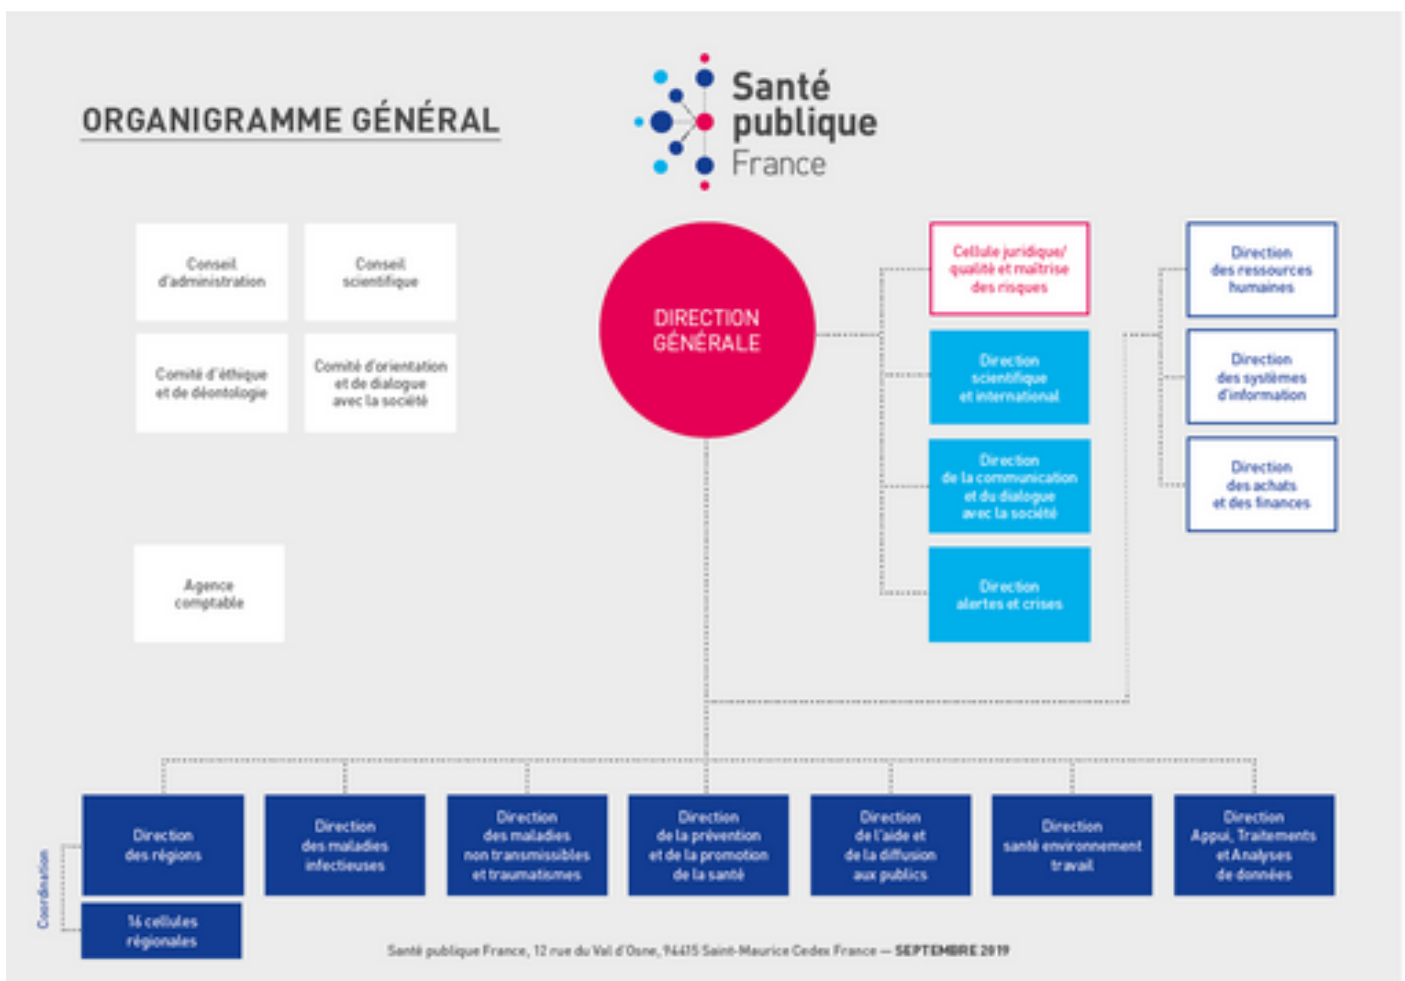 ORGANIGRAMME GÉNÉRAL
Santé
publique
France
Conseil
d'administration
Conseil
scientifique
Comité d'éthique
et de déontologie
Comité d'orientation
et de dialogue
avec la société
Agence
comptable
DIRECTION
GÉNÉRALE
Cellule juridique/
qualité et maîtrise
des risques
Direction
scientifique
et international
Direction
de la communication
et du dialogue
avec la société
Direction
alertes et crises
Direction
des ressources
humaines
Direction
des systèmes
d'information
Direction
des achats
et des finances
Coordination
Direction
des régions
16 cellules
régionales
Direction
des maladies
infectieuses
Direction
des maladies
non transmissibles
et traumatismes
Direction
de la prévention
et de la promotion
de la santé
Direction
de l'aide et
de la diffusion
aux publics
Direction
santé environnement
travail
Direction
Appui, Traitements
et Analyses
de données
Santé publique France, 12 rue du Val d'Osne, 94415 Saint-Maurice Cedex France — SEPTEMBRE 2019